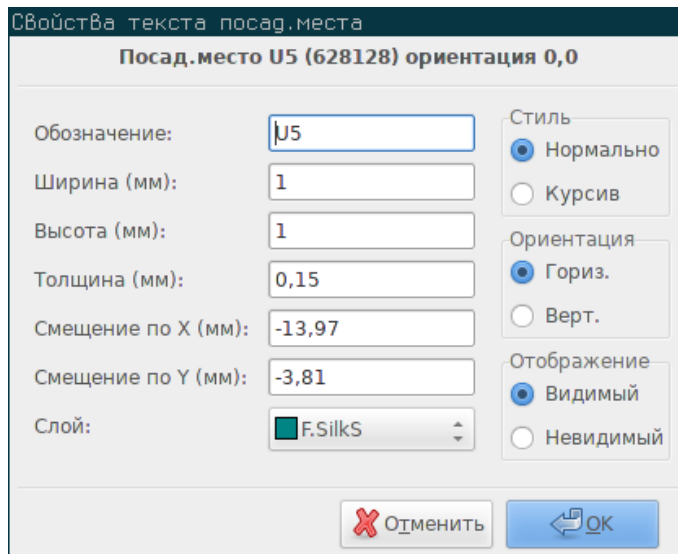 Свойства текста посад.места
Посад.место U5 (628128) ориентация 0,0
Обозначение: U5
Ширина (мм): 1
Высота (мм): 1
Толщина (мм): 0,15
Смещение по X (мм): -13,97
Смещение по Y (мм): -3,81
Слой: F.SilkS
Стиль
Нормально
Курсив
Ориентация
Гориз.
Верт.
Отображение
Видимый
Невидимый
Отменить
OK